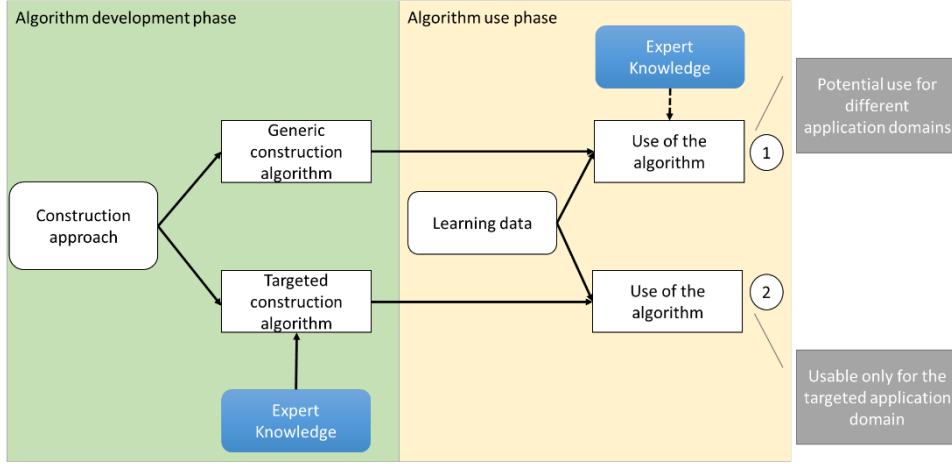 Algorithm development phase
Algorithm use phase
Expert
Knowledge
Potential use for
different
application domains
Generic
construction
algorithm
Use of the
algorithm
1
Construction
approach
Learning data
Targeted
construction
algorithm
Use of the
algorithm
2
Usable only for the
targeted application
domain
Expert
Knowledge